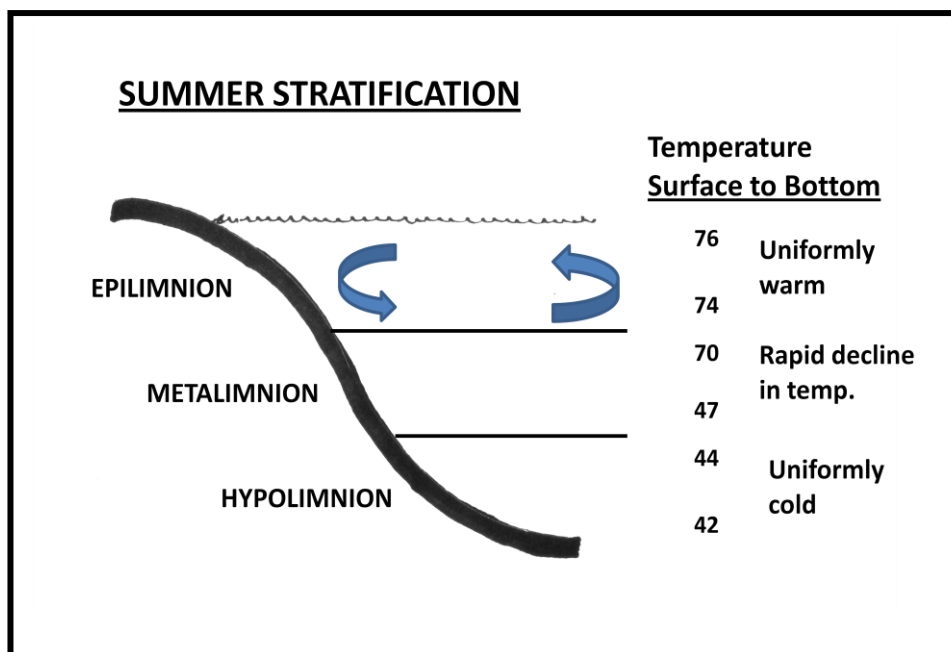 SUMMER STRATIFICATION
Temperature
Surface to Bottom
76
Uniformly
warm
EPILIMNION
74
70
Rapid decline
in temp.
METALIMNION
47
44
Uniformly
cold
HYPOLIMNION
42